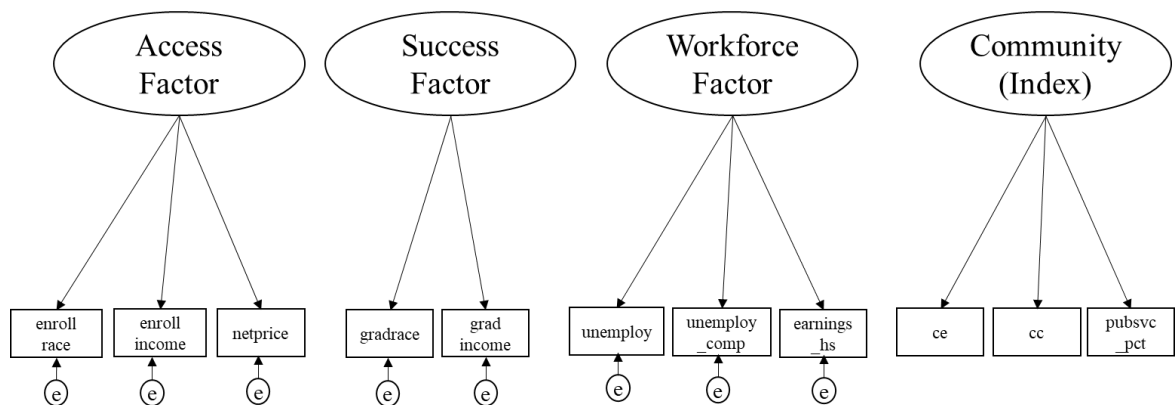 Access
Factor
Success
Factor
Workforce
Factor
Community
(Index)
enroll
race
enroll
income
netprice
gradrace
grad
income
unemploy
unemploy
_comp
earnings
_hs
ce
cc
pubsvc
_pct
e
e
e
e
e
e
e
e